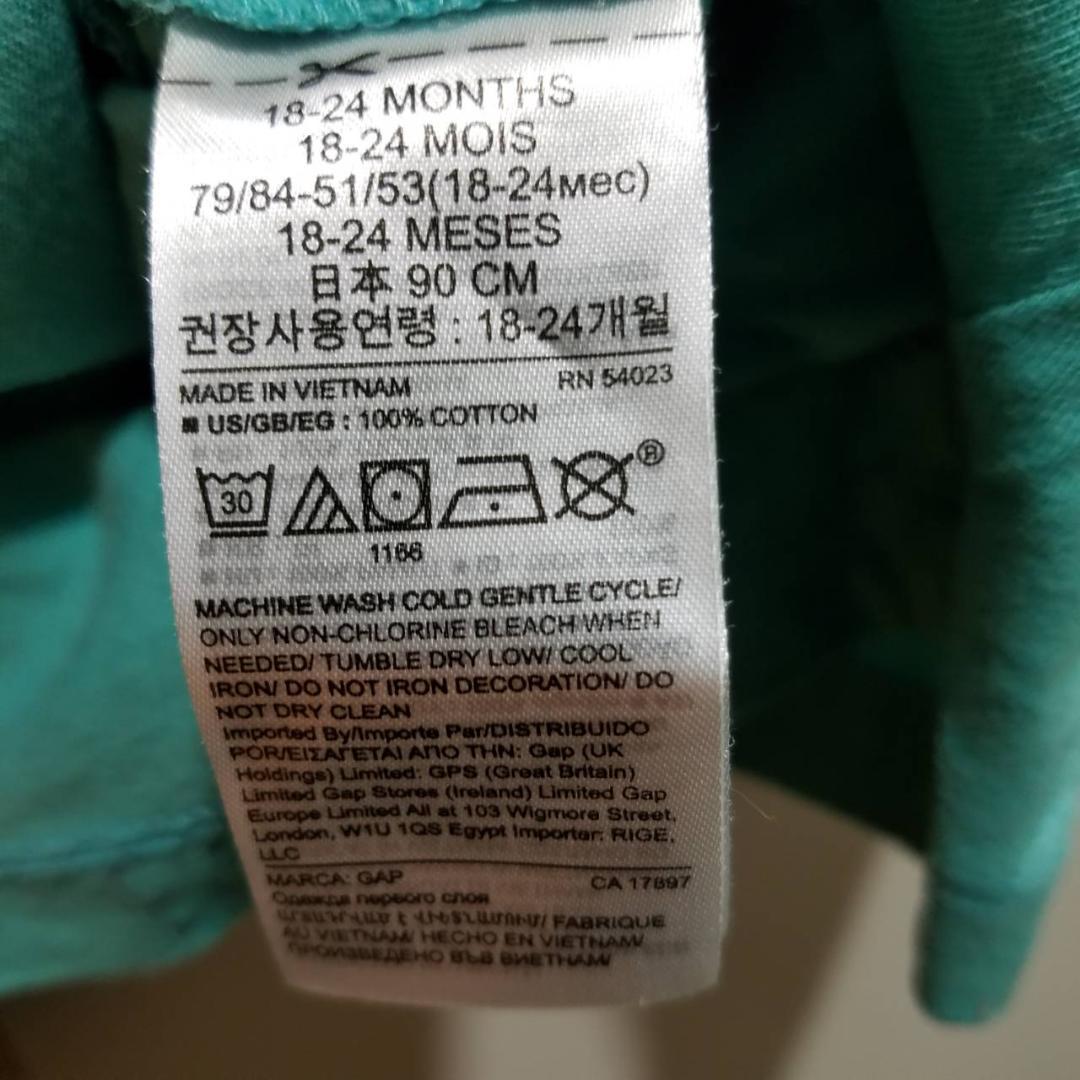 18-24 MONTHS
18-24 MOIS
79/84-51/53(18-24мес)
18-24 MESES
日本 90 CM
권장사용연령 : 18-24개월
MADE IN VIETNAM RN 54023
US/GB/EG : 100% COTTON
30 ®
1166
MACHINE WASH COLD GENTLE CYCLE/
ONLY NON-CHLORINE BLEACH WHEN
NEEDED/ TUMBLE DRY LOW/ COOL
IRON/ DO NOT IRON DECORATION/ DO
NOT DRY CLEAN
Imported By/Importe Par/DISTRIBUIDO
POR/ΕΙΣΑΓΕΤΑΙ ΑΠΟ ΤΗΝ: Gap (UK
Holdings) Limited: GPS (Great Britain)
Limited Gap Stores (Ireland) Limited Gap
Europe Limited All at 103 Wigmore Street,
London, W1U 1QS Egypt Importer: RIGE,
LLC
MARCA: GAP CA 17897
Одежда первого слоя
FABRIQUE
AU VIETNAM/ HECHO EN VIETNAM/
ПРОИЗВЕДЕНО ВЪВ ВИЕТНАМ/